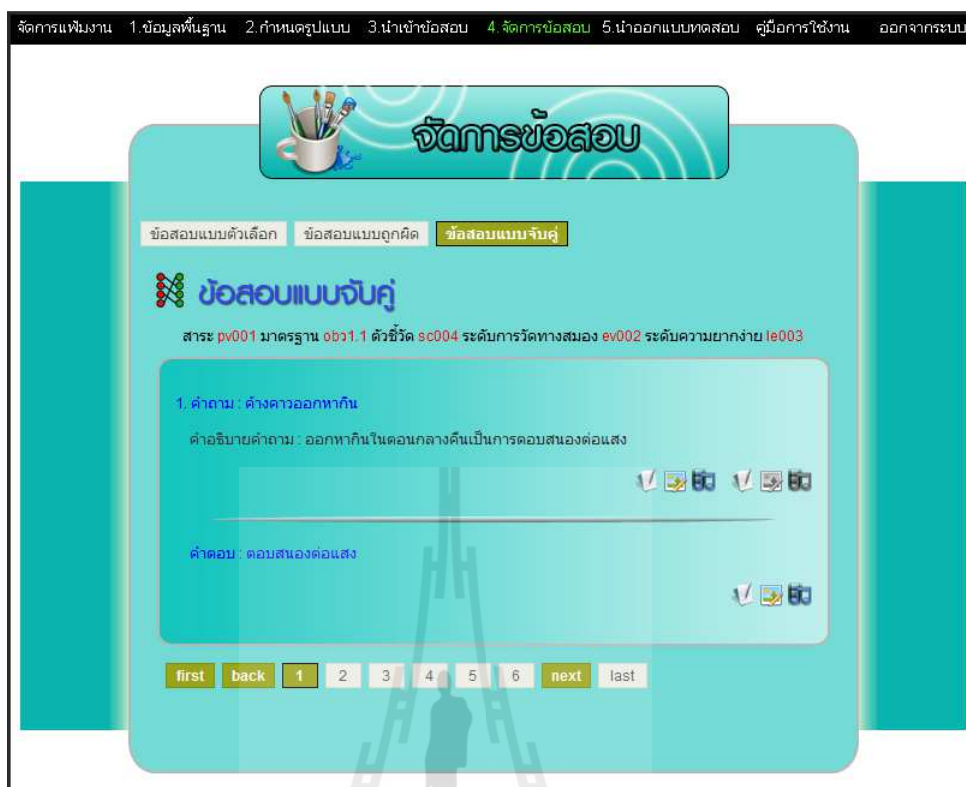 จัดการแฟ้มงาน 1.ข้อมูลพื้นฐาน 2.กำหนดรูปแบบ 3.นำเข้าข้อสอบ 4.จัดการข้อสอบ 5.นำออกแบบทดสอบ คู่มือการใช้งาน ออกจากระบบ
จัดการข้อสอบ
ข้อสอบแบบตัวเลือก ข้อสอบแบบถูกผิด ข้อสอบแบบจับคู่
ข้อสอบแบบจับคู่
สาระ pv001 มาตรฐาน obว1.1 ตัวชี้วัด sc004 ระดับการวัดทางสมอง ev002 ระดับความยากง่าย le003
1. คำถาม : ค้างคาวออกหากิน
คำอธิบายคำถาม : ออกหากินในตอนกลางคืนเป็นการตอบสนองต่อแสง
คำตอบ : ตอบสนองต่อแสง
first back 1 2 3 4 5 6 next last